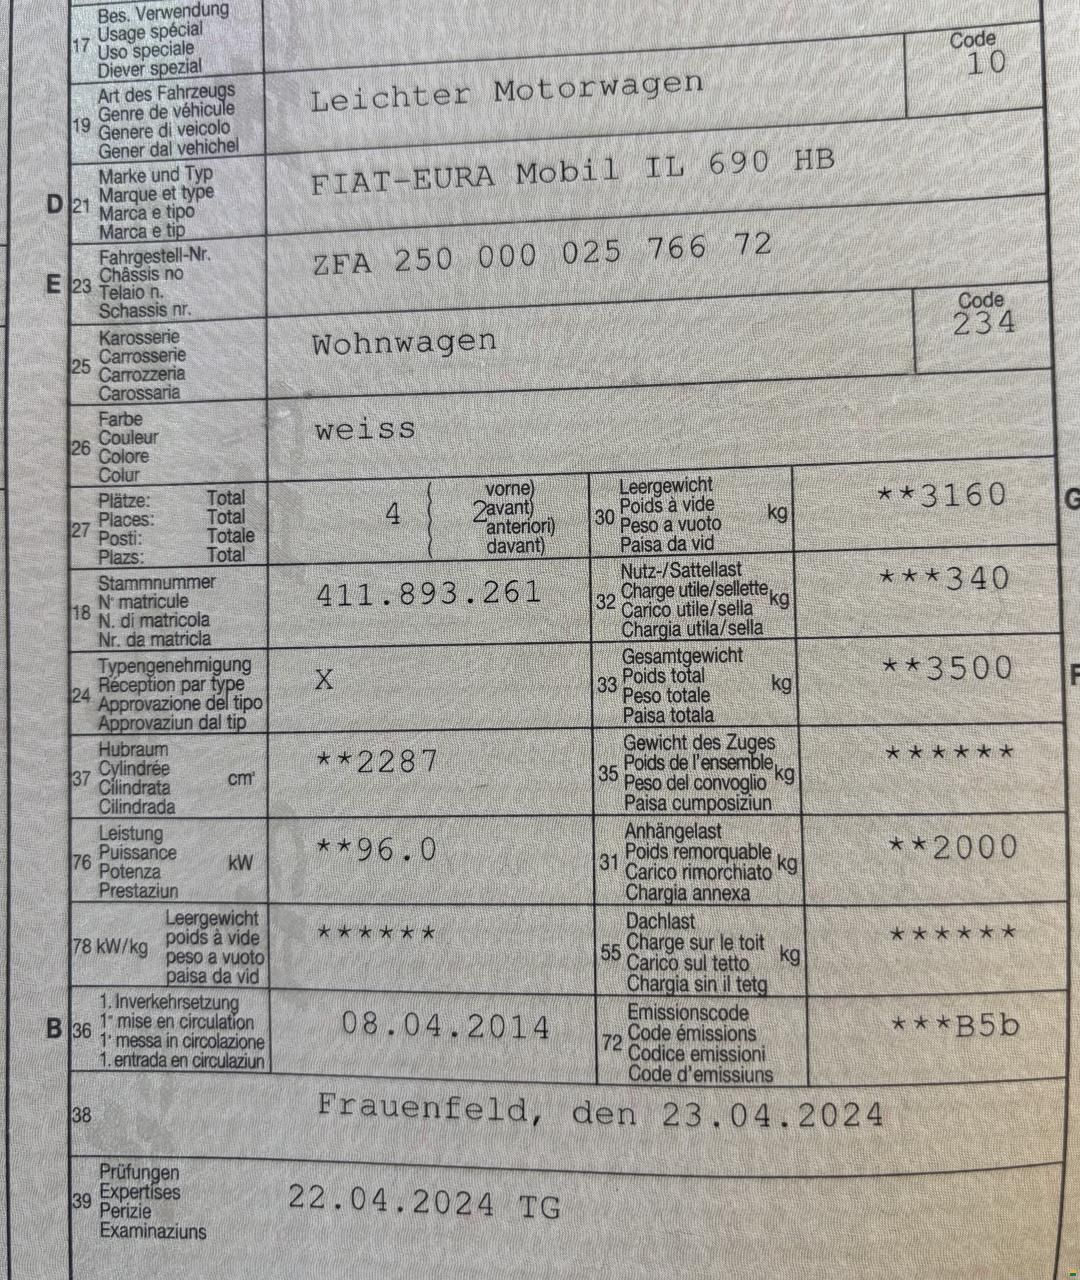 17 Bes. Verwendung
Usage spécial
Uso speciale
Diever spezial
19 Art des Fahrzeugs
Genre de véhicule
Genere di veicolo
Gener dal vehichel
Leichter Motorwagen
Code
10
D 21 Marke und Typ
Marque et type
Marca e tipo
Marca e tip
FIAT-EURA Mobil IL 690 HB
E 23 Fahrgestell-Nr.
Châssis no
Telaio n.
Schassis nr.
ZFA 250 000 025 766 72
25 Karosserie
Carrosserie
Carrozzeria
Carossaria
Wohnwagen
Code
234
26 Farbe
Couleur
Colore
Colur
weiss
27 Plätze: Total
Places: Total
Posti: Totale
Plazs: Total
4 2
vorne)
avant)
anteriori)
davant)
30 Leergewicht
Poids à vide
Peso a vuoto
Paisa da vid
kg
**3160
G
18 Stammnummer
N° matricule
N. di matricola
Nr. da matricla
411.893.261
32 Nutz-/Sattellast
Charge utile/sellette
Carico utile/sella
Chargia utila/sella
kg
***340
24 Typengenehmigung
Réception par type
Approvazione del tipo
Approvaziun dal tip
X
33 Gesamtgewicht
Poids total
Peso totale
Paisa totala
kg
**3500
F
37 Hubraum
Cylindrée
Cilindrata
Cilindrada
cm³
**2287
35 Gewicht des Zuges
Poids de l'ensemble
Peso del convoglio
Paisa cumposiziun
kg
******
76 Leistung
Puissance
Potenza
Prestaziun
kW
**96.0
31 Anhängelast
Poids remorquable
Carico rimorchiato
Chargia annexa
kg
**2000
78 kW/kg Leergewicht
poids à vide
peso a vuoto
paisa da vid
******
55 Dachlast
Charge sur le toit
Carico sul tetto
Chargia sin il tetg
kg
******
B 36 1. Inverkehrsetzung
1re mise en circulation
1a messa in circolazione
1. entrada en circulaziun
08.04.2014
72 Emissionscode
Code émissions
Codice emissioni
Code d'emissiuns
***B5b
38 Frauenfeld, den 23.04.2024
39 Prüfungen
Expertises
Perizie
Examinaziuns
22.04.2024 TG